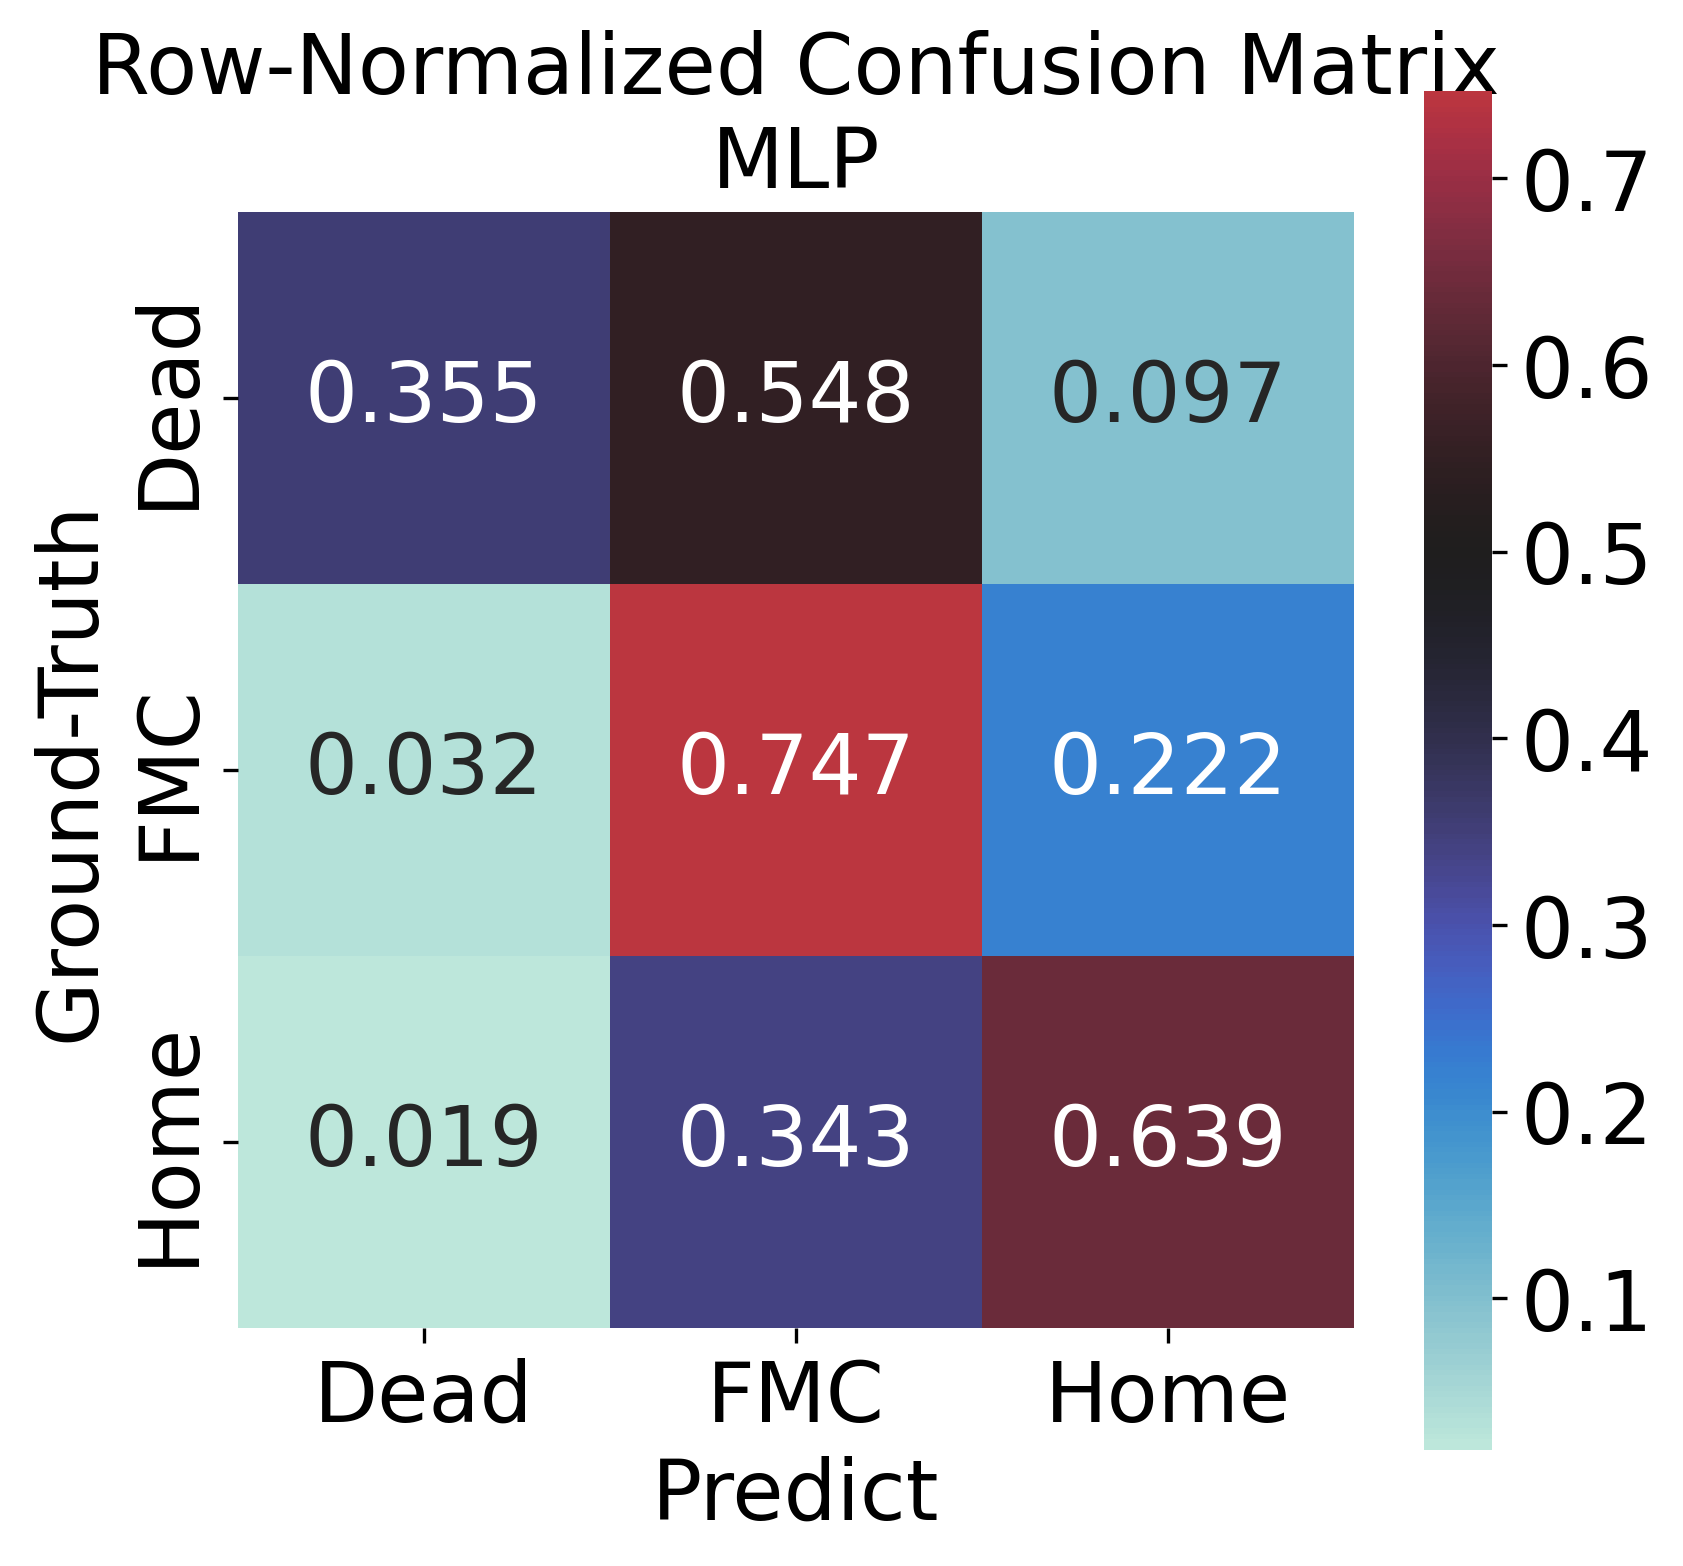 Row-Normalized Confusion Matrix
MLP
Ground-Truth
Dead
0.355 0.548 0.097
FMC
0.032 0.747 0.222
Home
0.019 0.343 0.639
Dead FMC Home
Predict
0.7
0.6
0.5
0.4
0.3
0.2
0.1